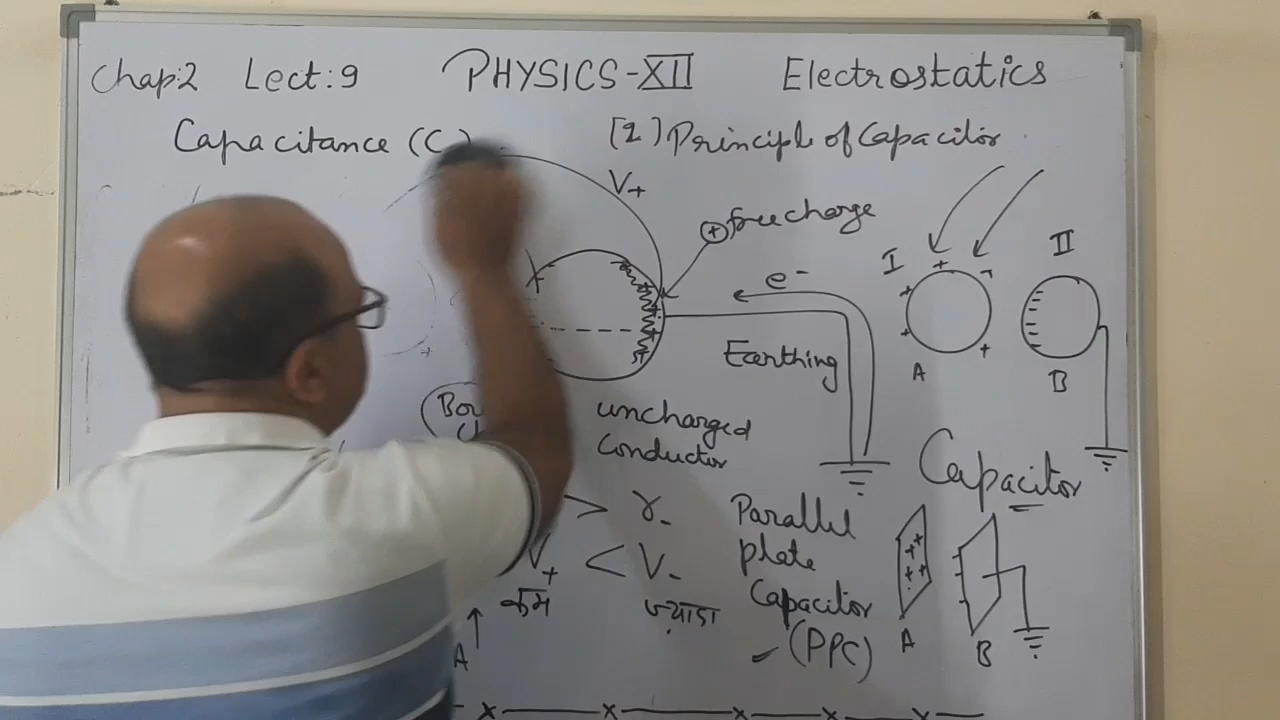 Chap:2 Lect:9 PHYSICS-XII Electrostatics
Capacitance (C) [2] Principle of Capacitor
V+
+ free charge
I II
e-
Earthing
A B
uncharged
Conductor
Capacitor
> r-
V+ < V-
कम ज्यादा
A
Parallel
plate
Capacitor
(PPC)
A B